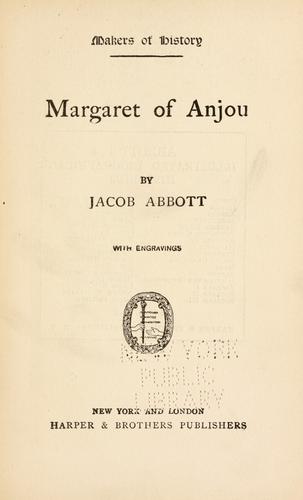 Makers of History
Margaret of Anjou
BY
JACOB ABBOTT
WITH ENGRAVINGS
NEW YORK
PUBLIC
LIBRARY
NEW YORK AND LONDON
HARPER & BROTHERS PUBLISHERS